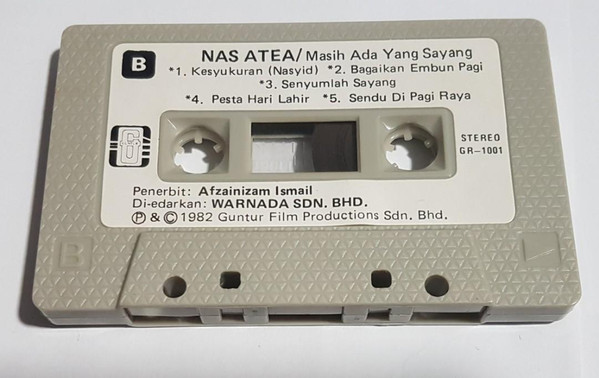 B
NAS ATEA/Masih Ada Yang Sayang
*1. Kesyukuran (Nasyid) *2. Bagaikan Embun Pagi
*3. Senyumlah Sayang
*4. Pesta Hari Lahir *5. Sendu Di Pagi Raya
STEREO
GR-1001
Penerbit: Afzainizam Ismail
Di-edarkan: WARNADA SDN. BHD.
Ⓟ & © 1982 Guntur Film Productions Sdn. Bhd.
B